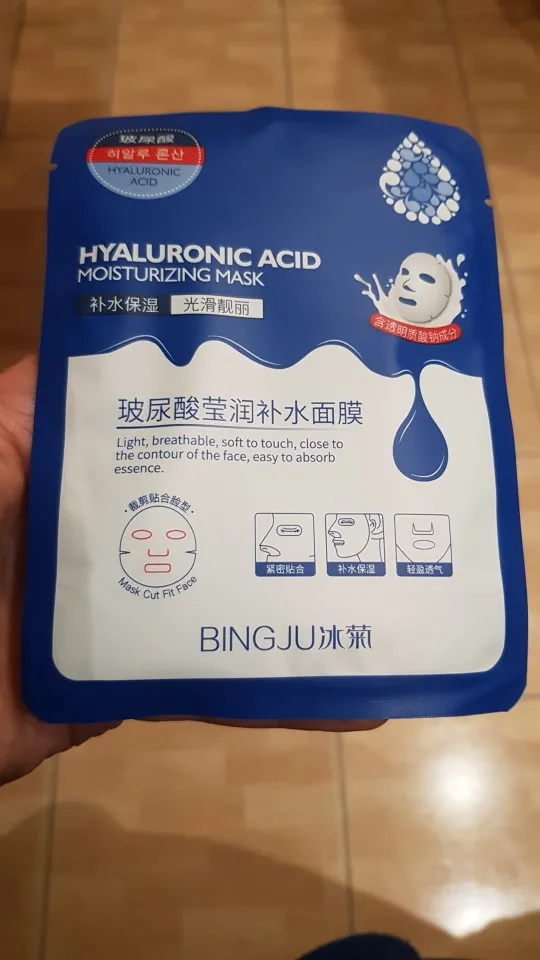 玻尿酸
히알루 론산
HYALURONIC
ACID
HYALURONIC ACID
MOISTURIZING MASK
补水保湿 光滑靓丽
含透明质酸钠成分
玻尿酸莹润补水面膜
Light, breathable, soft to touch, close to
the contour of the face, easy to absorb
essence.
·裁剪贴合脸型·
Mask Cut Fit Face
紧密贴合 补水保湿 轻盈透气
BINGJU冰菊